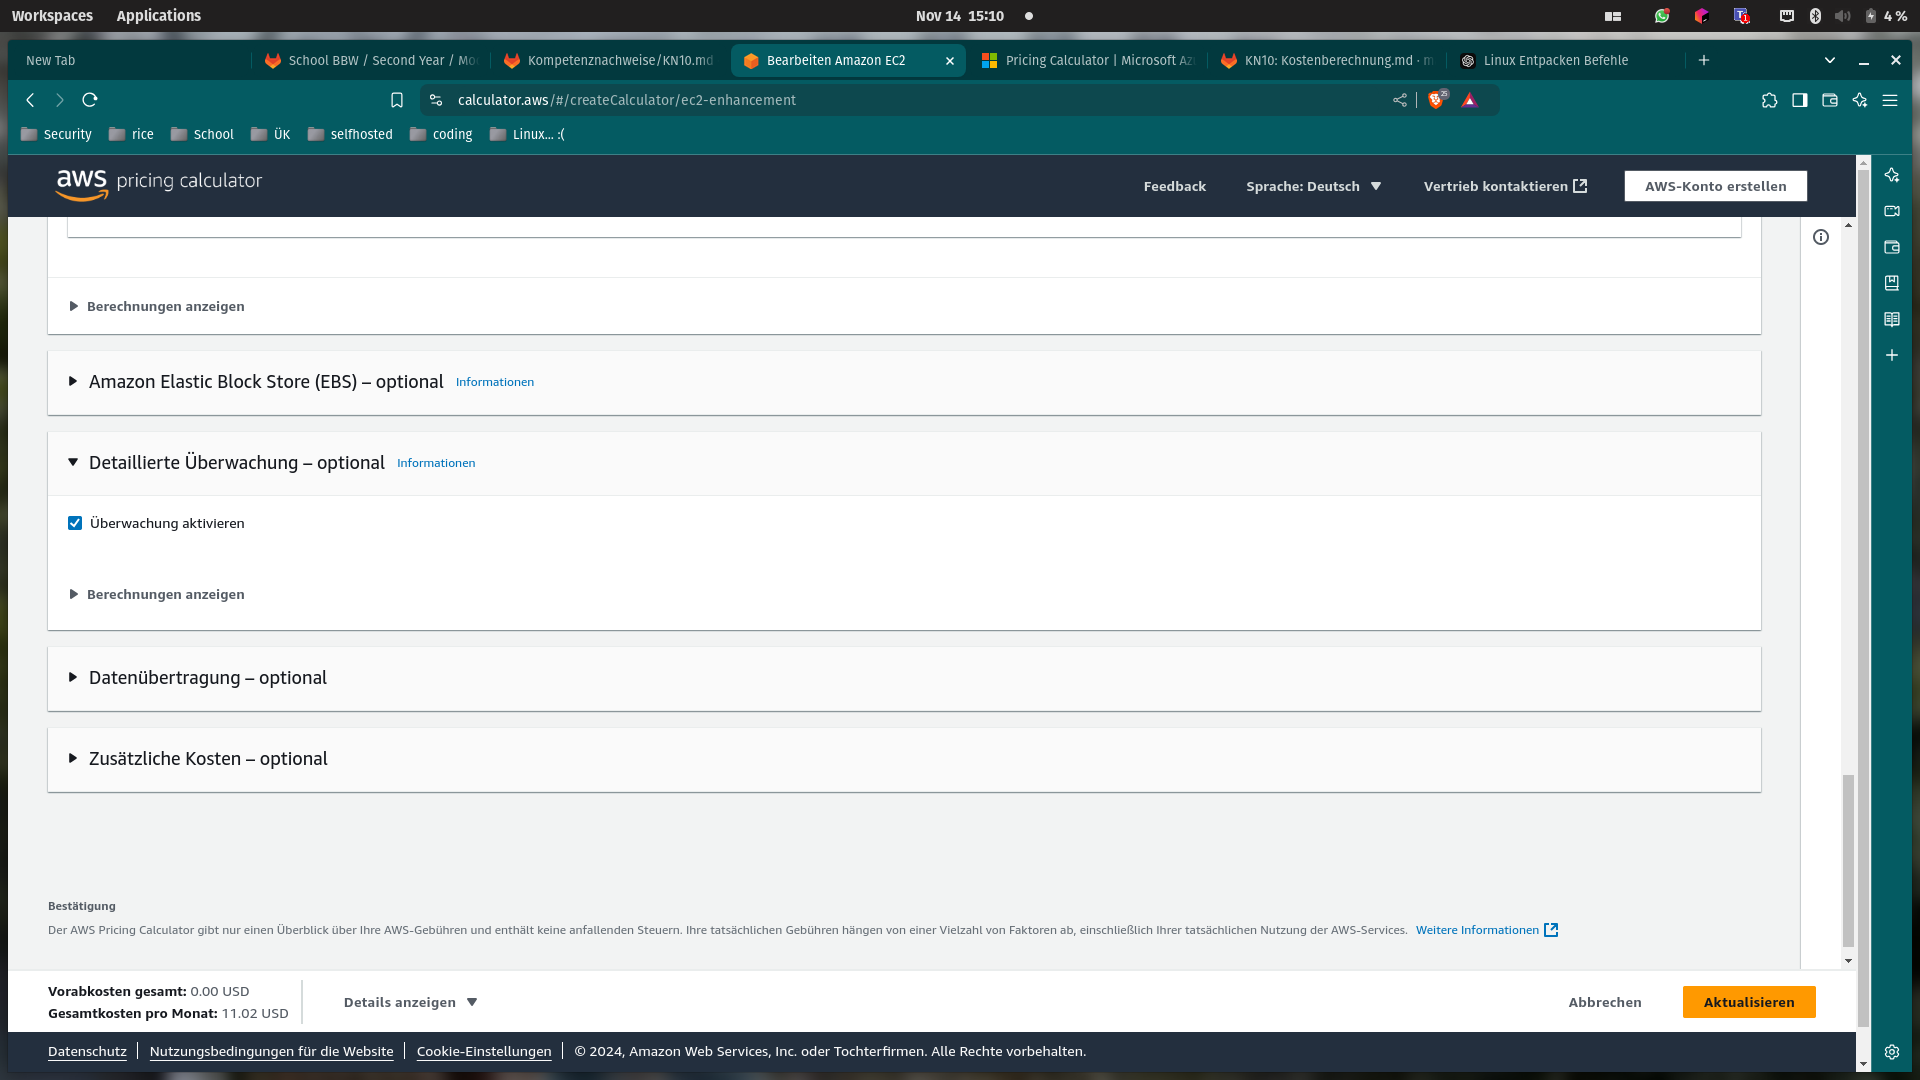 Workspaces Applications Nov 14 15:10 4 %
New Tab School BBW / Second Year / Mo Kompetenznachweise/KN10.md Bearbeiten Amazon EC2 Pricing Calculator | Microsoft Az KN10: Kostenberechnung.md · m Linux Entpacken Befehle
calculator.aws/#/createCalculator/ec2-enhancement 25
Security rice School ÜK selfhosted coding Linux... :(
aws pricing calculator Feedback Sprache: Deutsch Vertrieb kontaktieren AWS-Konto erstellen
Berechnungen anzeigen
Amazon Elastic Block Store (EBS) – optional Informationen
Detaillierte Überwachung – optional Informationen
Überwachung aktivieren
Berechnungen anzeigen
Datenübertragung – optional
Zusätzliche Kosten – optional
Bestätigung
Der AWS Pricing Calculator gibt nur einen Überblick über Ihre AWS-Gebühren und enthält keine anfallenden Steuern. Ihre tatsächlichen Gebühren hängen von einer Vielzahl von Faktoren ab, einschließlich Ihrer tatsächlichen Nutzung der AWS-Services. Weitere Informationen
Vorabkosten gesamt: 0.00 USD
Gesamtkosten pro Monat: 11.02 USD
Details anzeigen Abbrechen Aktualisieren
Datenschutz Nutzungsbedingungen für die Website Cookie-Einstellungen © 2024, Amazon Web Services, Inc. oder Tochterfirmen. Alle Rechte vorbehalten.